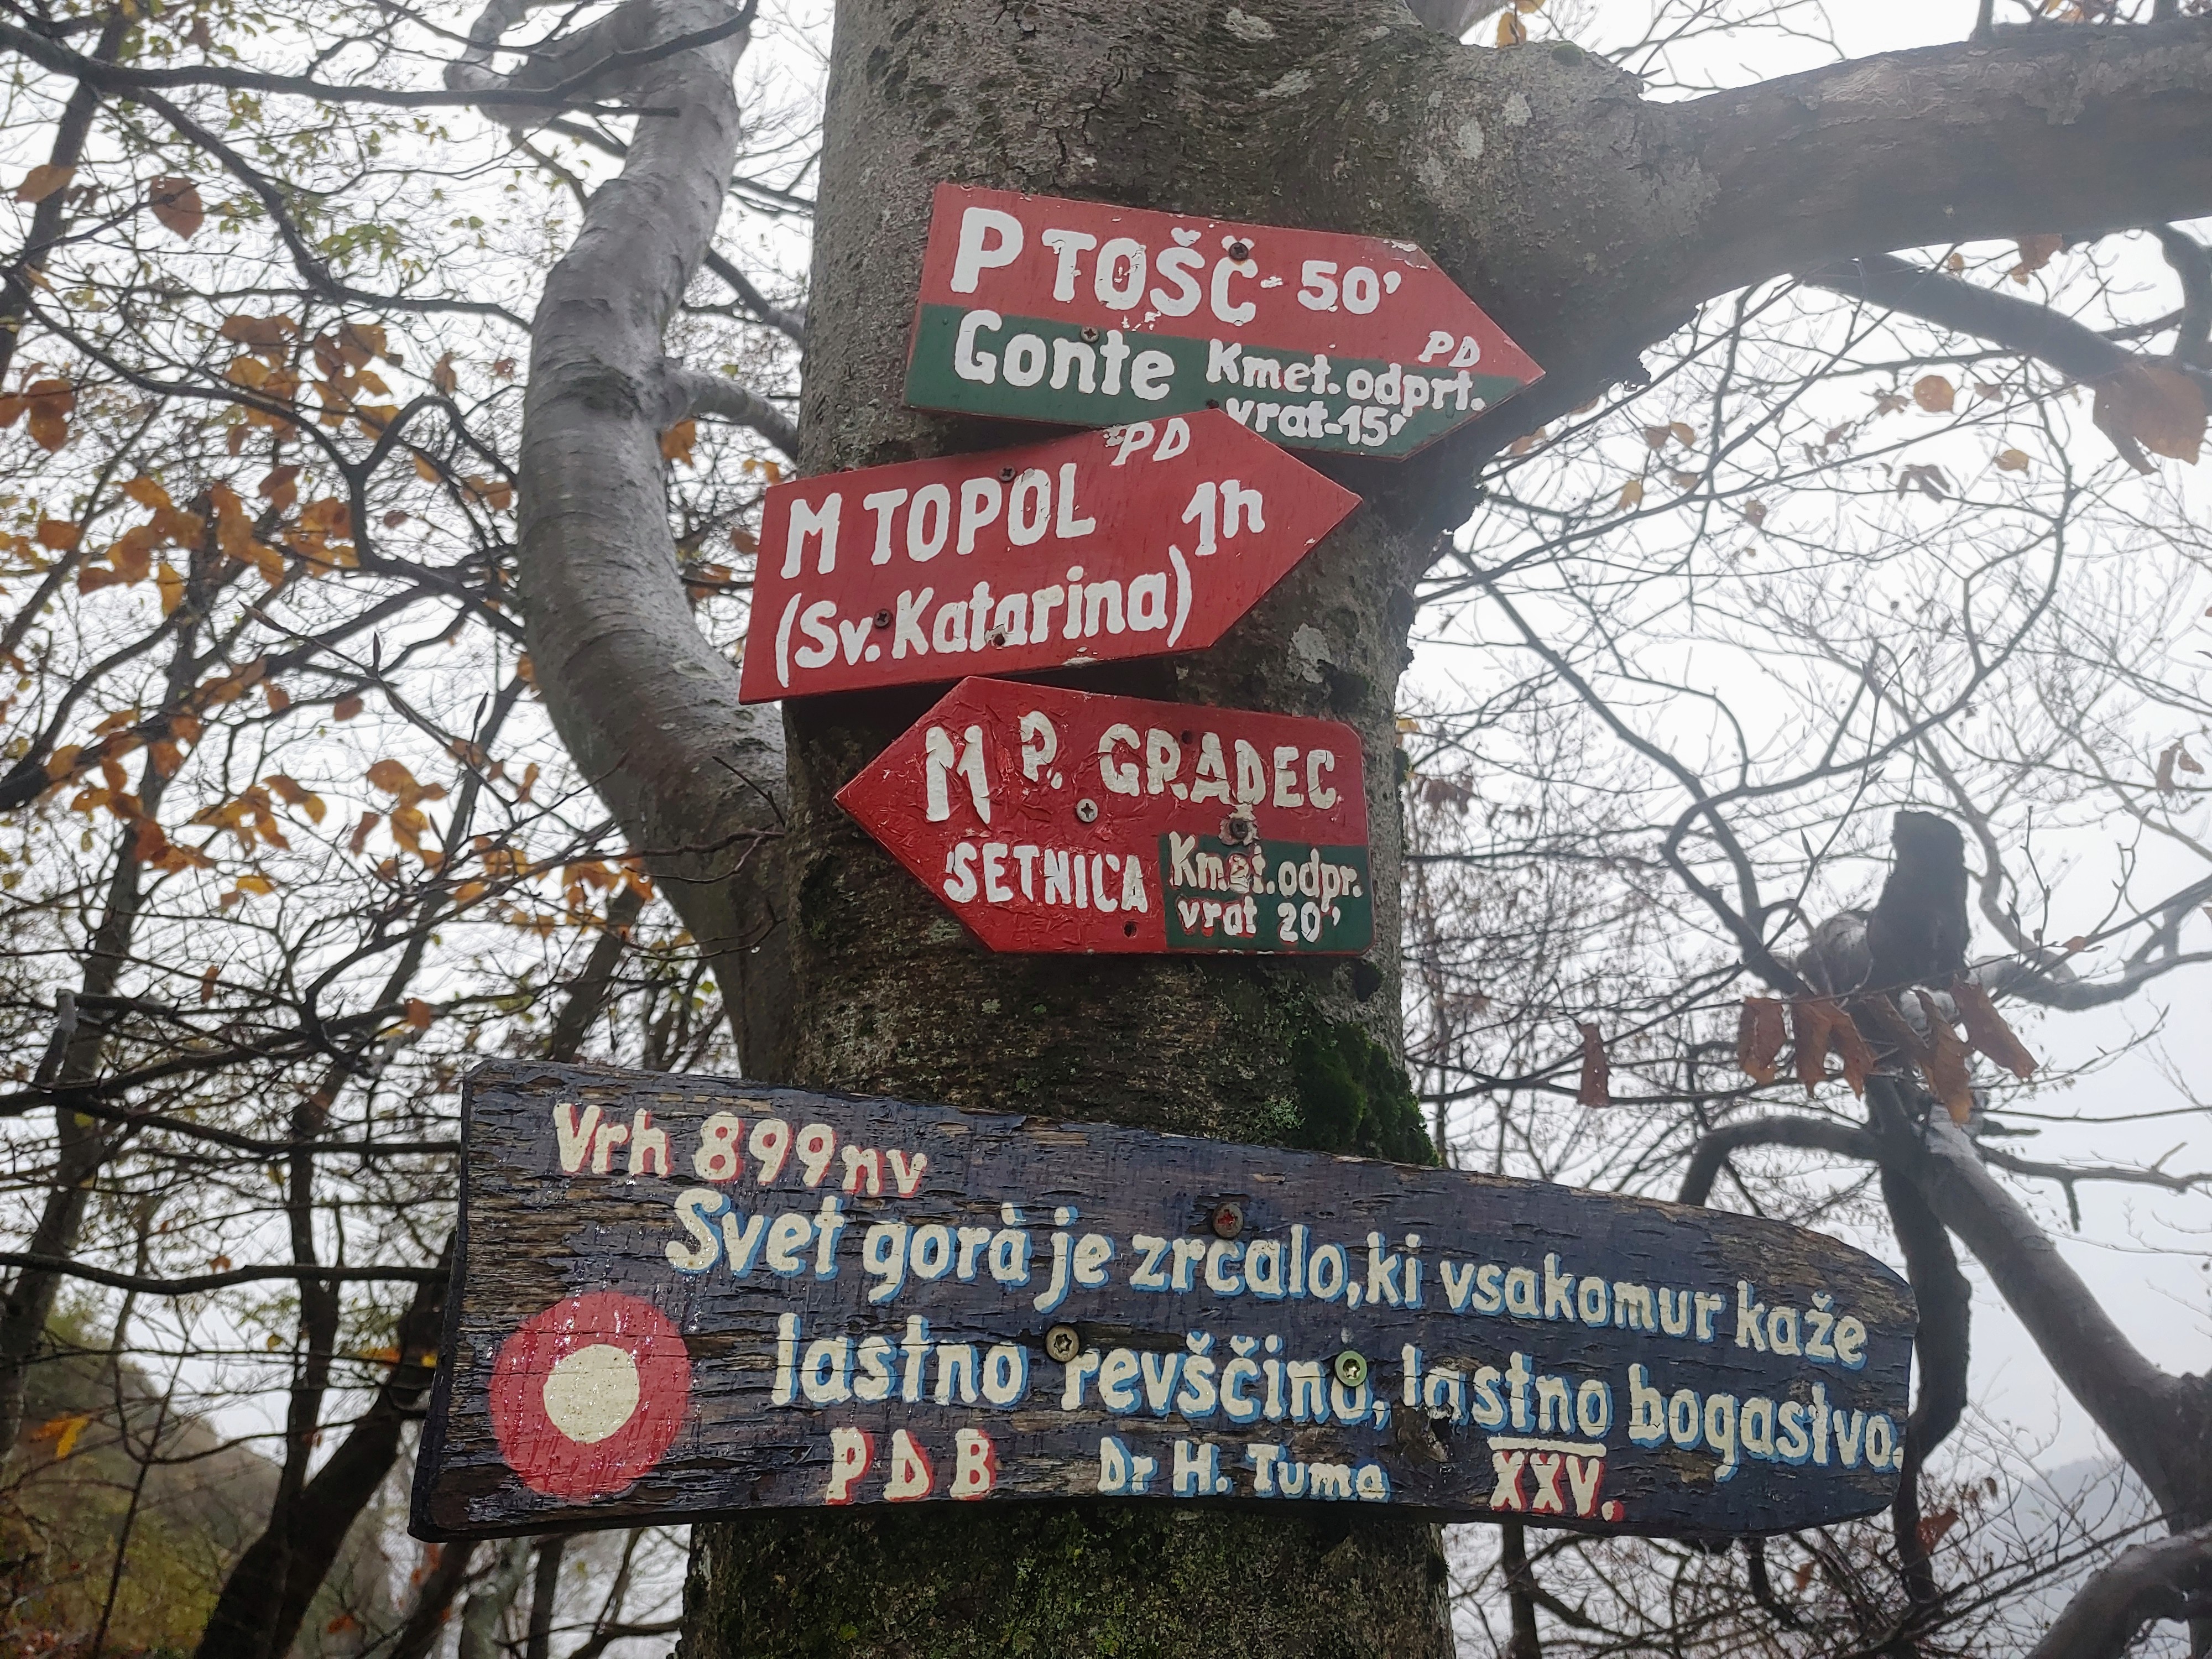 P TOŠČ - 50'
PD
Gonte Kmet. odprt.
vrat-15'
PD
M TOPOL 1h
(Sv. Katarina)
M P. GRADEC
SETNICA Kmet. odpr.
vrat 20'
Vrh 899nv
Svet gorà je zrcalo, ki vsakomur kaže
lastno revščino, lastno bogastvo.
PDB Dr H. Tuma XXV.